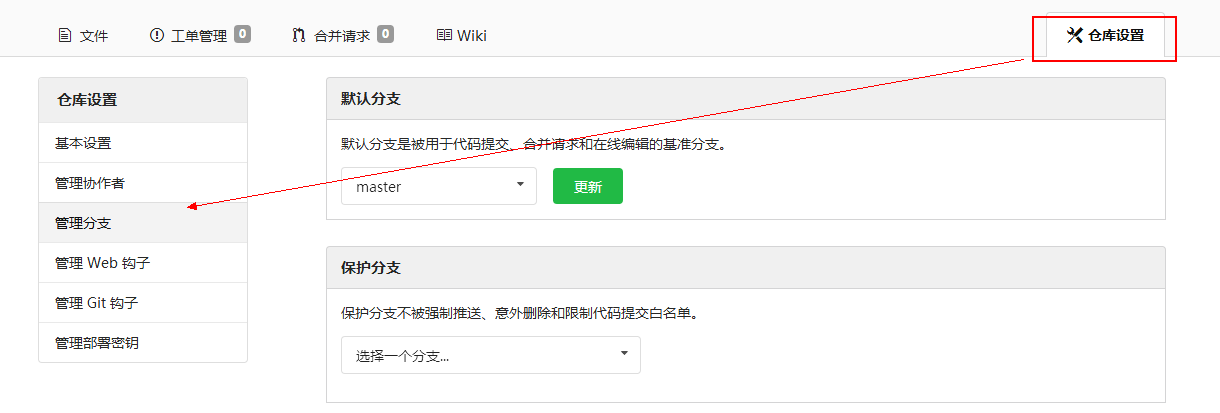 文件 工单管理 0 合并请求 0 Wiki 仓库设置
仓库设置
基本设置
管理协作者
管理分支
管理 Web 钩子
管理 Git 钩子
管理部署密钥
默认分支
默认分支是被用于代码提交、合并请求和在线编辑的基准分支。
master 更新
保护分支
保护分支不被强制推送、意外删除和限制代码提交白名单。
选择一个分支...